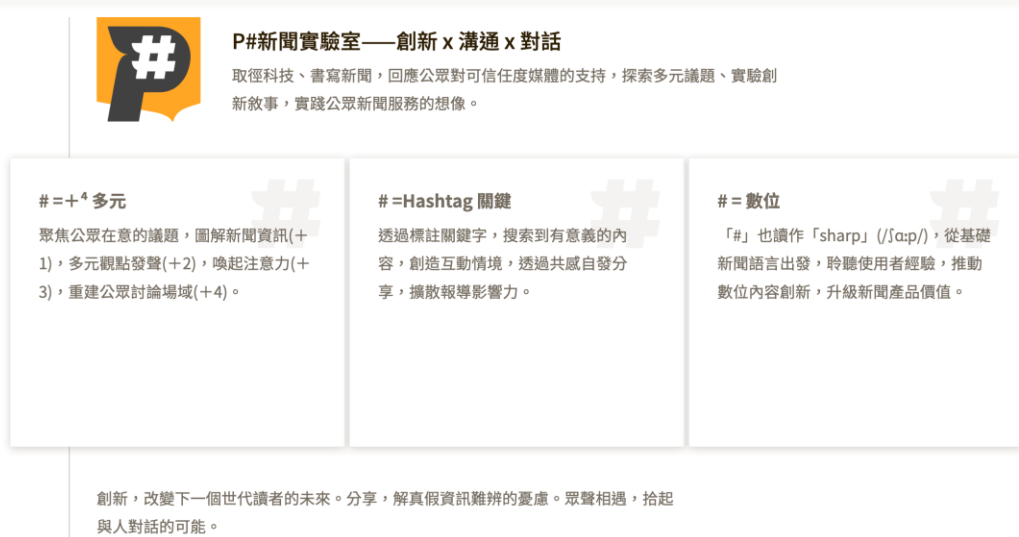 P#
P#新聞實驗室——創新 x 溝通 x 對話
取徑科技、書寫新聞，回應公眾對可信任度媒體的支持，探索多元議題、實驗創
新敘事，實踐公眾新聞服務的想像。
# =＋⁴ 多元
聚焦公眾在意的議題，圖解新聞資訊(＋
1)，多元觀點發聲(＋2)，喚起注意力(＋
3)，重建公眾討論場域(＋4)。
# =Hashtag 關鍵
透過標註關鍵字，搜索到有意義的內
容，創造互動情境，透過共感自發分
享，擴散報導影響力。
# = 數位
「#」也讀作「sharp」(/ʃɑːp/)，從基礎
新聞語言出發，聆聽使用者經驗，推動
數位內容創新，升級新聞產品價值。
創新，改變下一個世代讀者的未來。分享，解真假資訊難辨的憂慮。眾聲相遇，拾起
與人對話的可能。